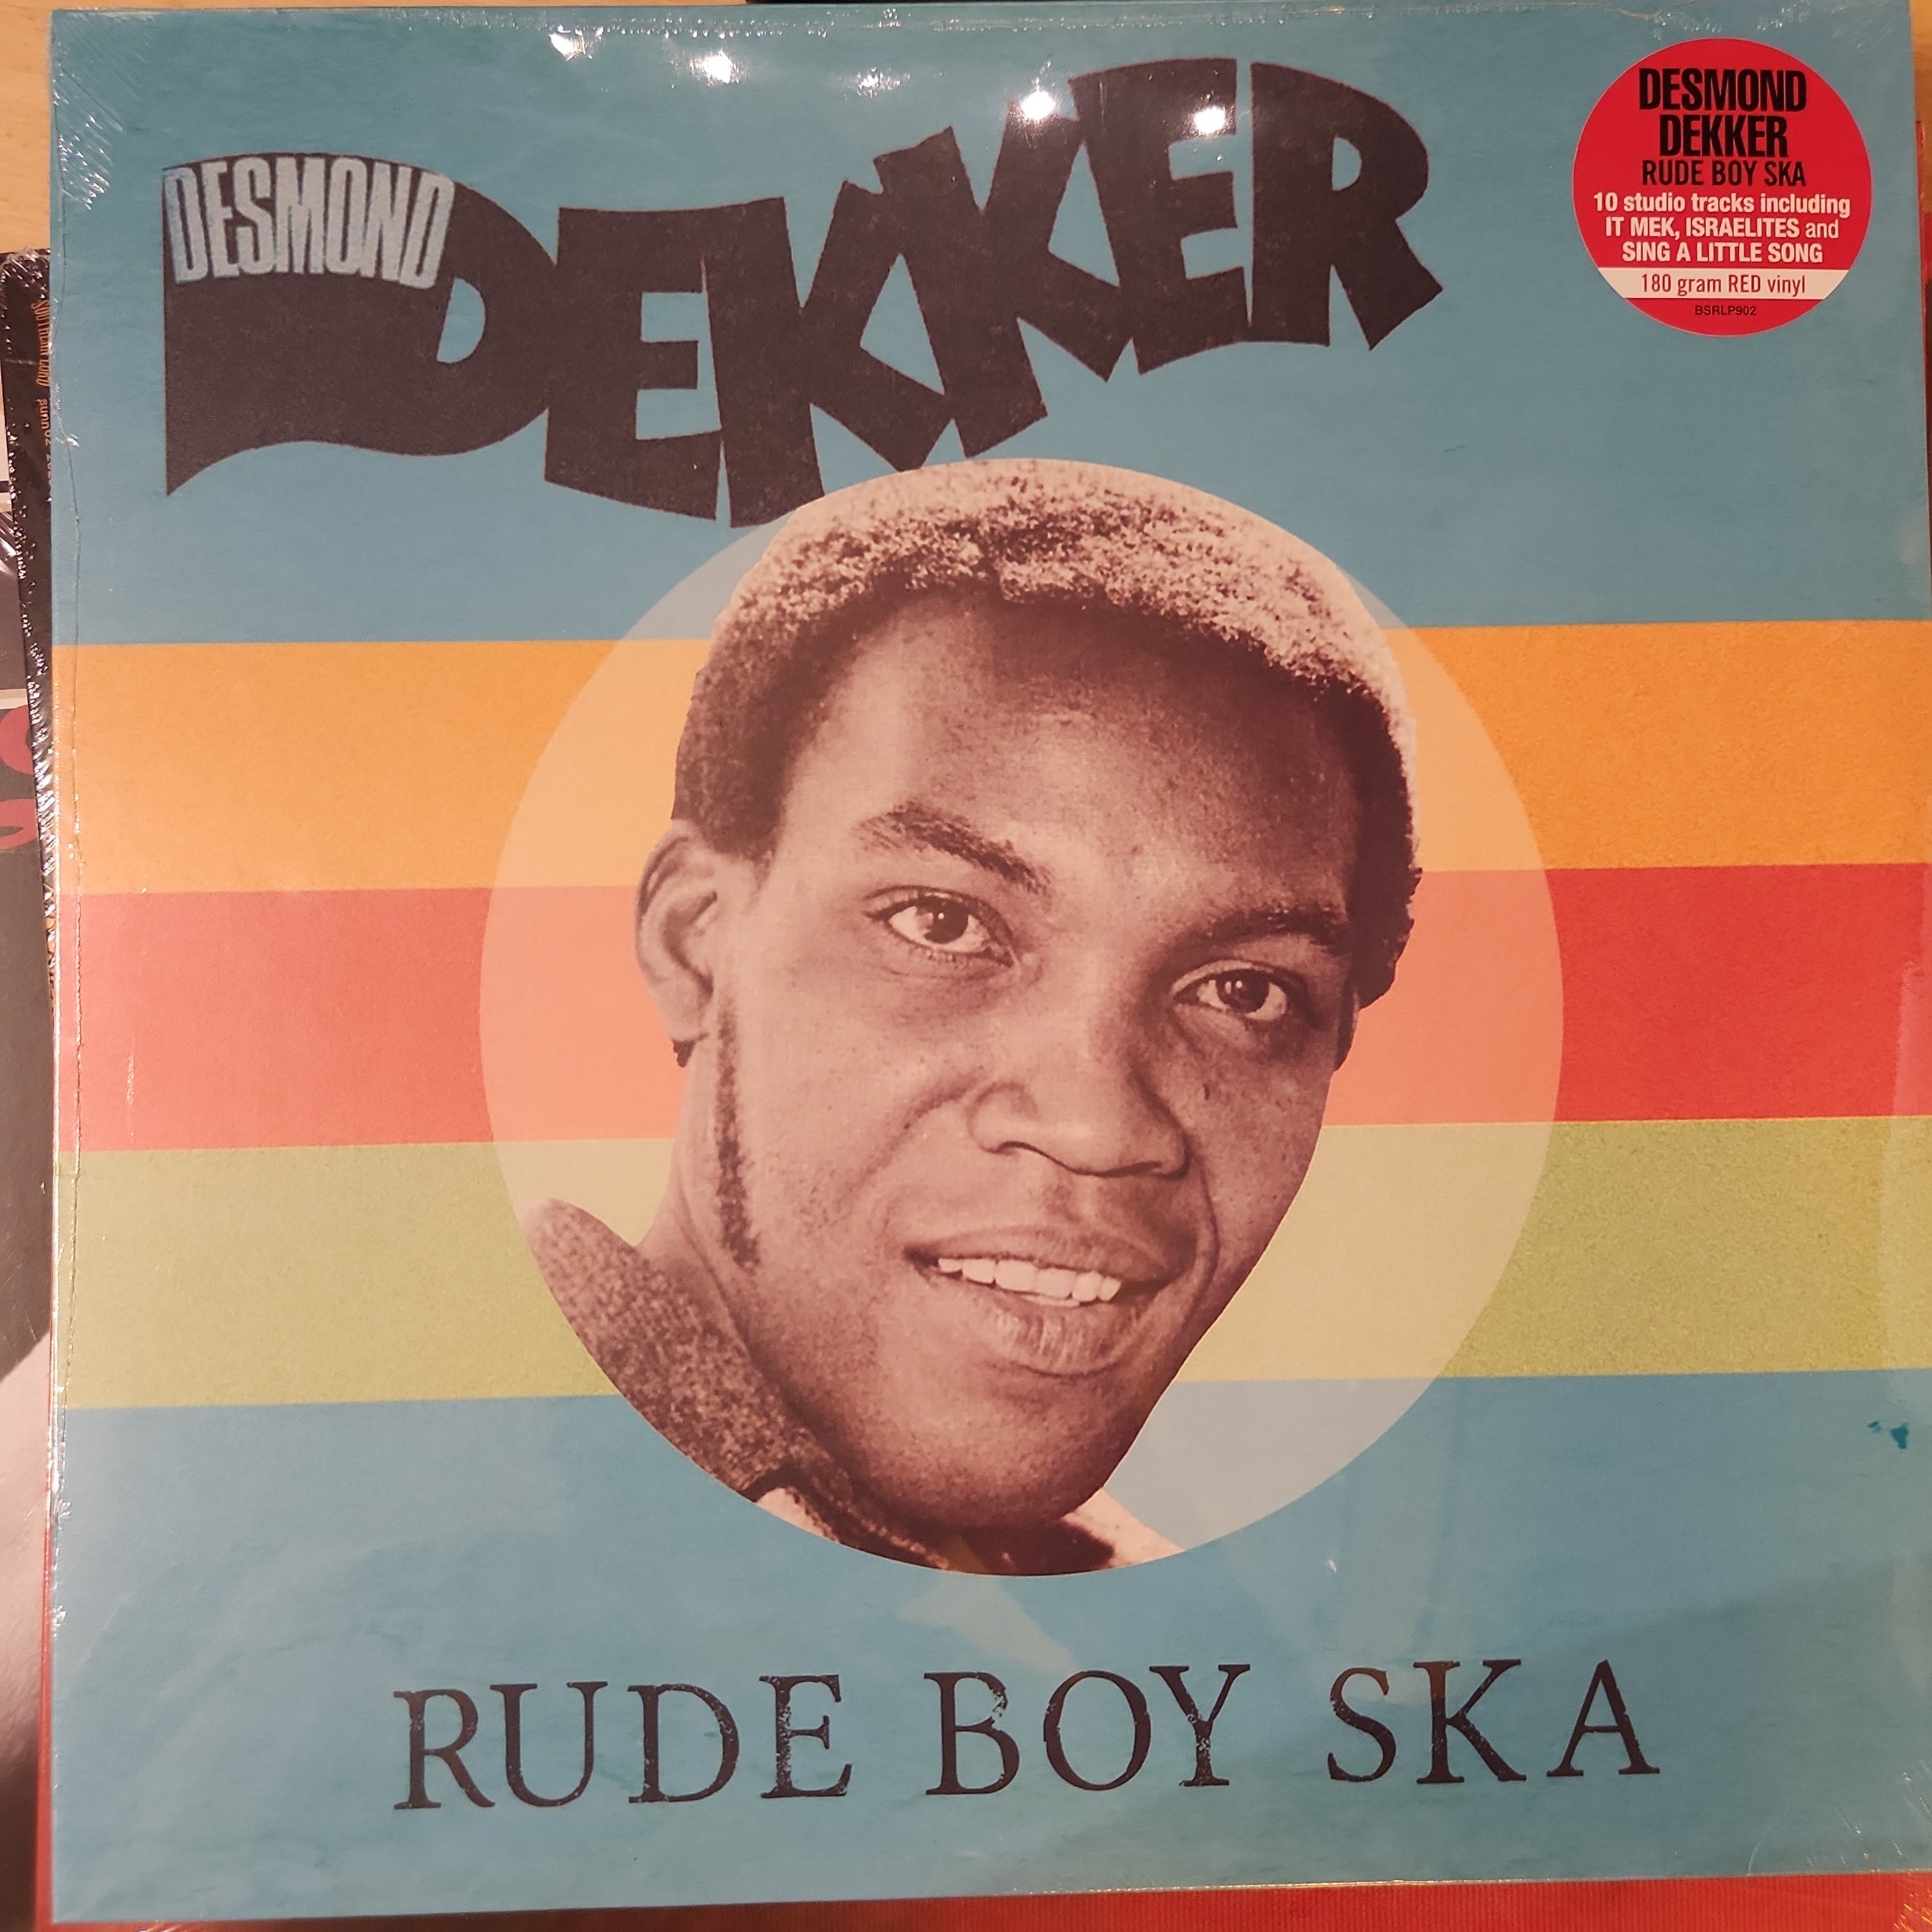 DESMOND
DEKKER
DESMOND
DEKKER
RUDE BOY SKA
10 studio tracks including
IT MEK, ISRAELITES and
SING A LITTLE SONG
180 gram RED vinyl
BSRLP902
RUDE BOY SKA